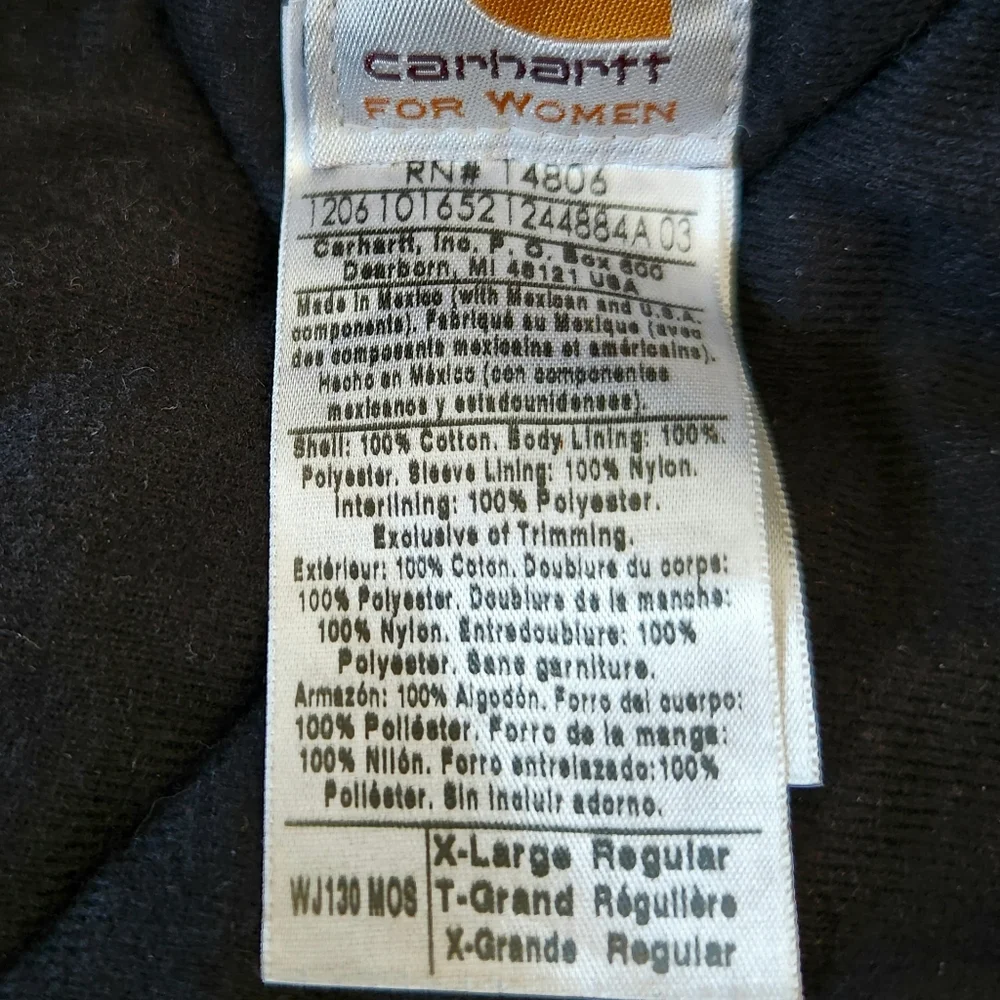 carhartt
FOR WOMEN
RN# 14806
1206 101652 1244884A 03
Carhartt, Inc. P. O. Box 600
Dearborn, MI 48121 USA
Made in Mexico (with Mexican and U.S.A.
components). Fabriqué au Mexique (avec
des composants mexicains et américains).
Hecho en México (con componentes
mexicanos y estadounidenses).
Shell: 100% Cotton. Body Lining: 100%.
Polyester. Sleeve Lining: 100% Nylon.
Interlining: 100% Polyester.
Exclusive of Trimming.
Extérieur: 100% Coton. Doublure du corps:
100% Polyester. Doublure de la manche:
100% Nylon. Entredoublure: 100%
Polyester. Sans garniture.
Armazón: 100% Algodón. Forro del cuerpo:
100% Poliéster. Forro de la manga:
100% Nilón. Forro entrelazado:100%
Poliéster. Sin incluir adorno.
X-Large Regular
WJ130 MOS T-Grand Régulière
X-Grande Regular